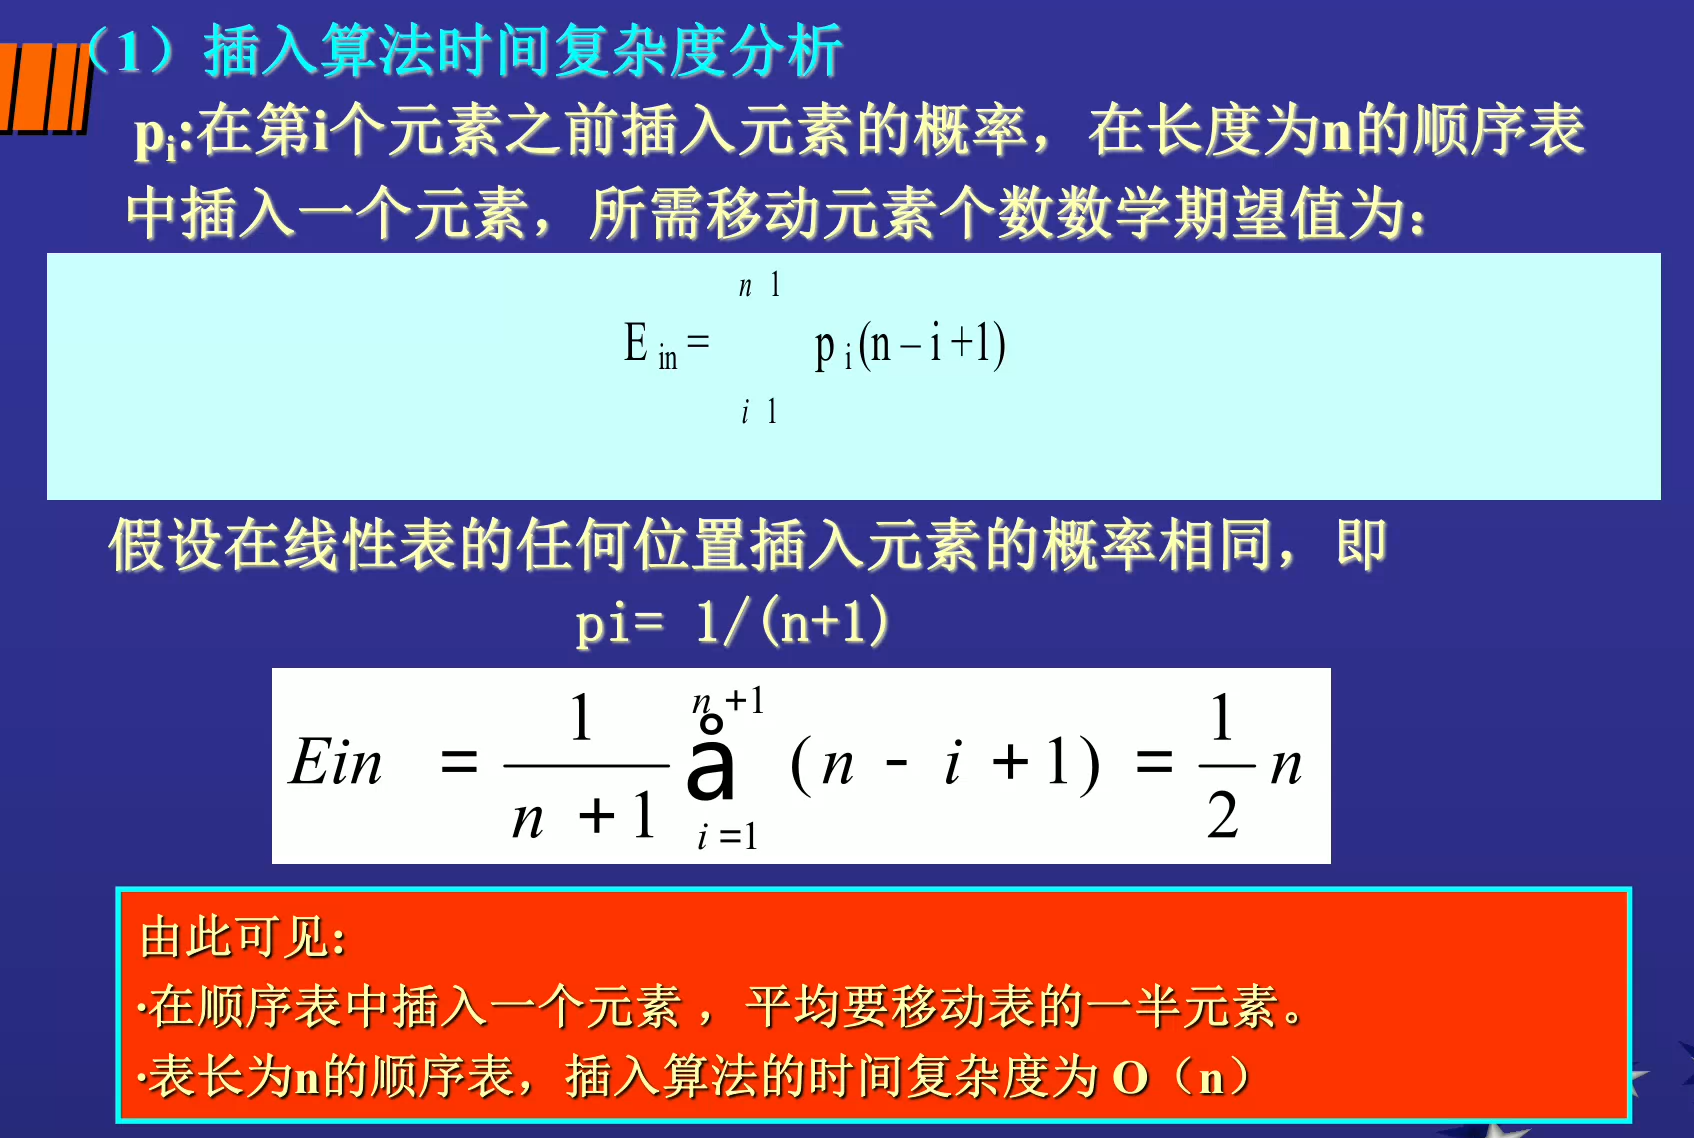 （1）插入算法时间复杂度分析
pi:在第i个元素之前插入元素的概率，在长度为n的顺序表
中插入一个元素，所需移动元素个数数学期望值为：
n 1
E in = p i (n – i +1)
i 1
假设在线性表的任何位置插入元素的概率相同，即
pi= 1/(n+1)
n +1
Ein = 1 / n +1 å (n - i +1) = 1 / 2 n
i =1
由此可见:
·在顺序表中插入一个元素 ，平均要移动表的一半元素。
·表长为n的顺序表，插入算法的时间复杂度为 O（n）